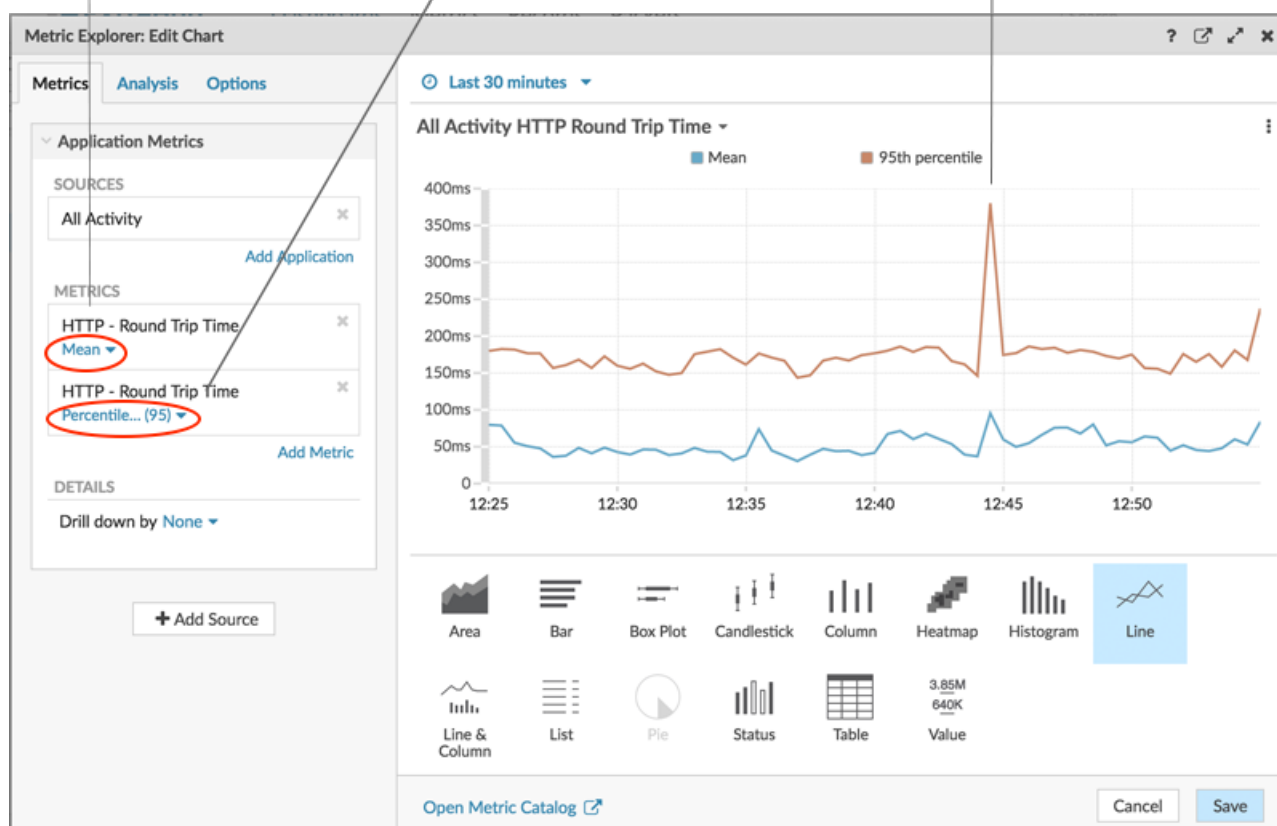 Metric Explorer: Edit Chart
?
Metrics Analysis Options
Last 30 minutes
Application Metrics
SOURCES
All Activity
Add Application
METRICS
HTTP - Round Trip Time
Mean
HTTP - Round Trip Time
Percentile... (95)
Add Metric
DETAILS
Drill down by None
+ Add Source
All Activity HTTP Round Trip Time
Mean 95th percentile
400ms
350ms
300ms
250ms
200ms
150ms
100ms
50ms
0
12:25 12:30 12:35 12:40 12:45 12:50
Area Bar Box Plot Candlestick Column Heatmap Histogram Line
3.85M
640K
Line & List Pie Status Table Value
Column
Open Metric Catalog
Cancel Save